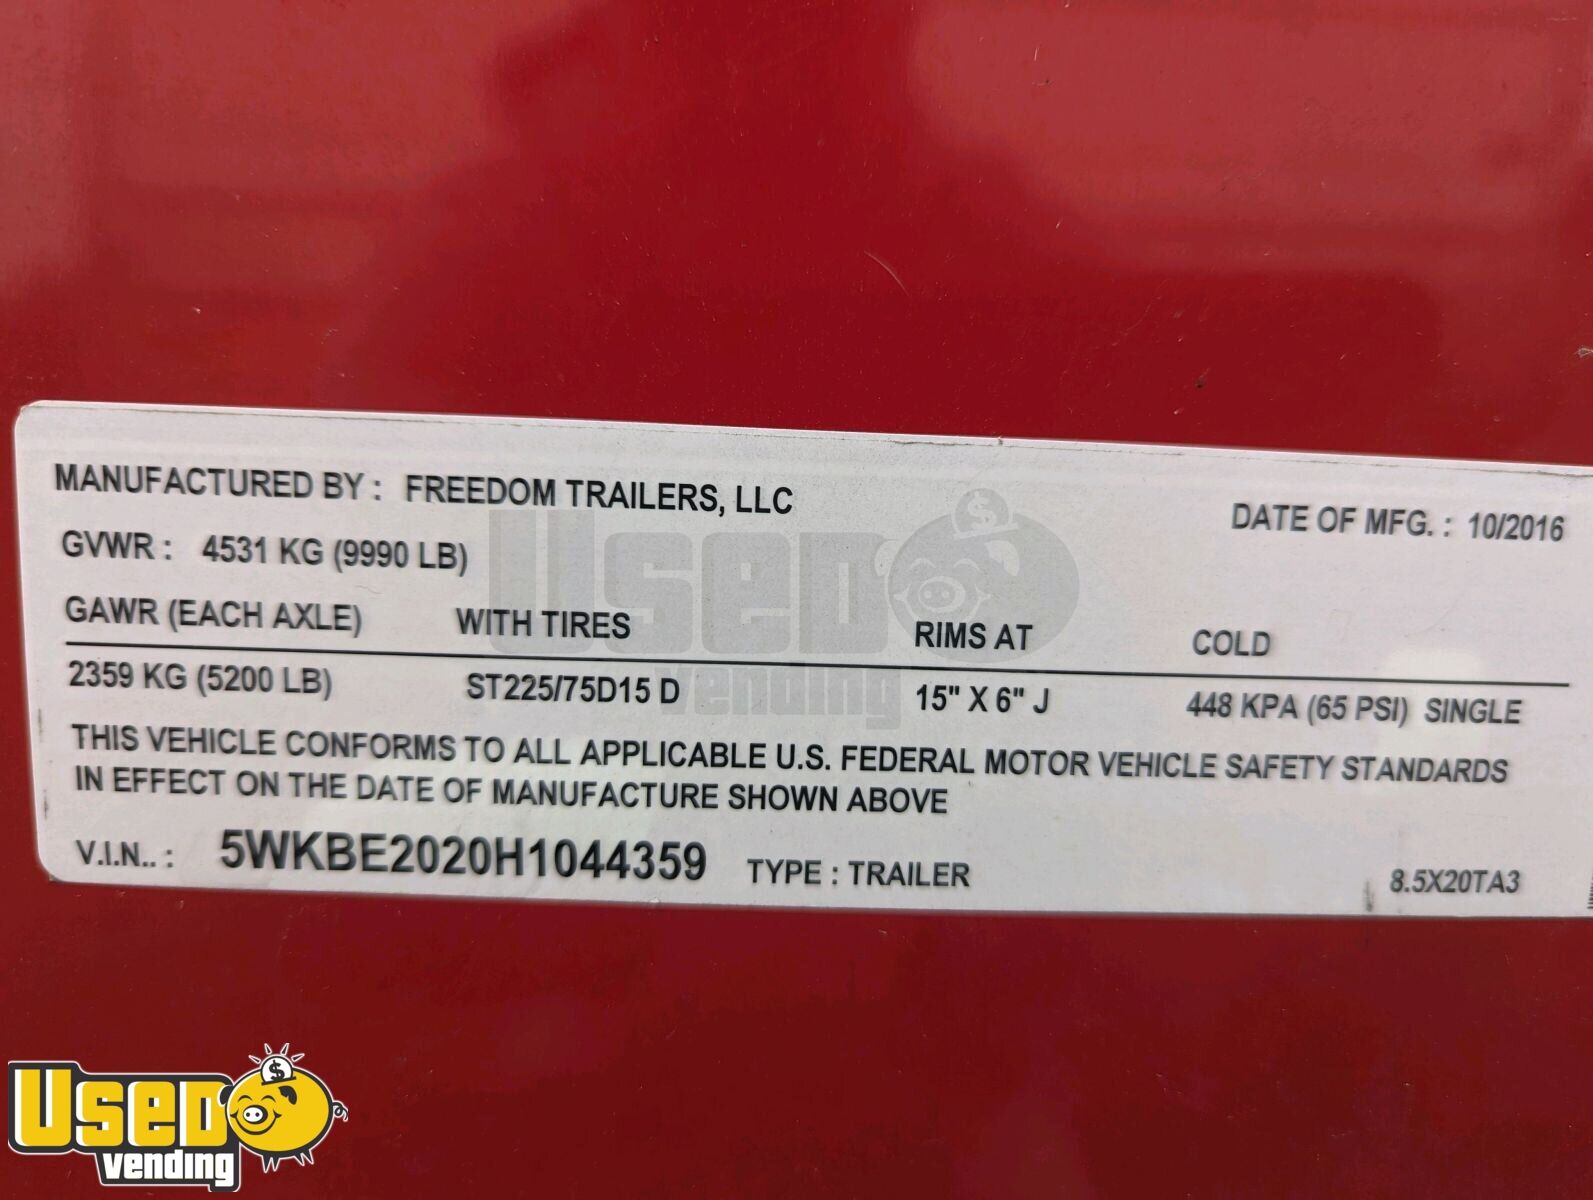 MANUFACTURED BY : FREEDOM TRAILERS, LLC
DATE OF MFG. : 10/2016
GVWR : 4531 KG (9990 LB)
GAWR (EACH AXLE) WITH TIRES RIMS AT COLD
2359 KG (5200 LB) ST225/75D15 D 15" X 6" J 448 KPA (65 PSI) SINGLE
THIS VEHICLE CONFORMS TO ALL APPLICABLE U.S. FEDERAL MOTOR VEHICLE SAFETY STANDARDS
IN EFFECT ON THE DATE OF MANUFACTURE SHOWN ABOVE
V.I.N.. : 5WKBE2020H1044359 TYPE : TRAILER 8.5X20TA3
USED
vending
$
USED
vending
$